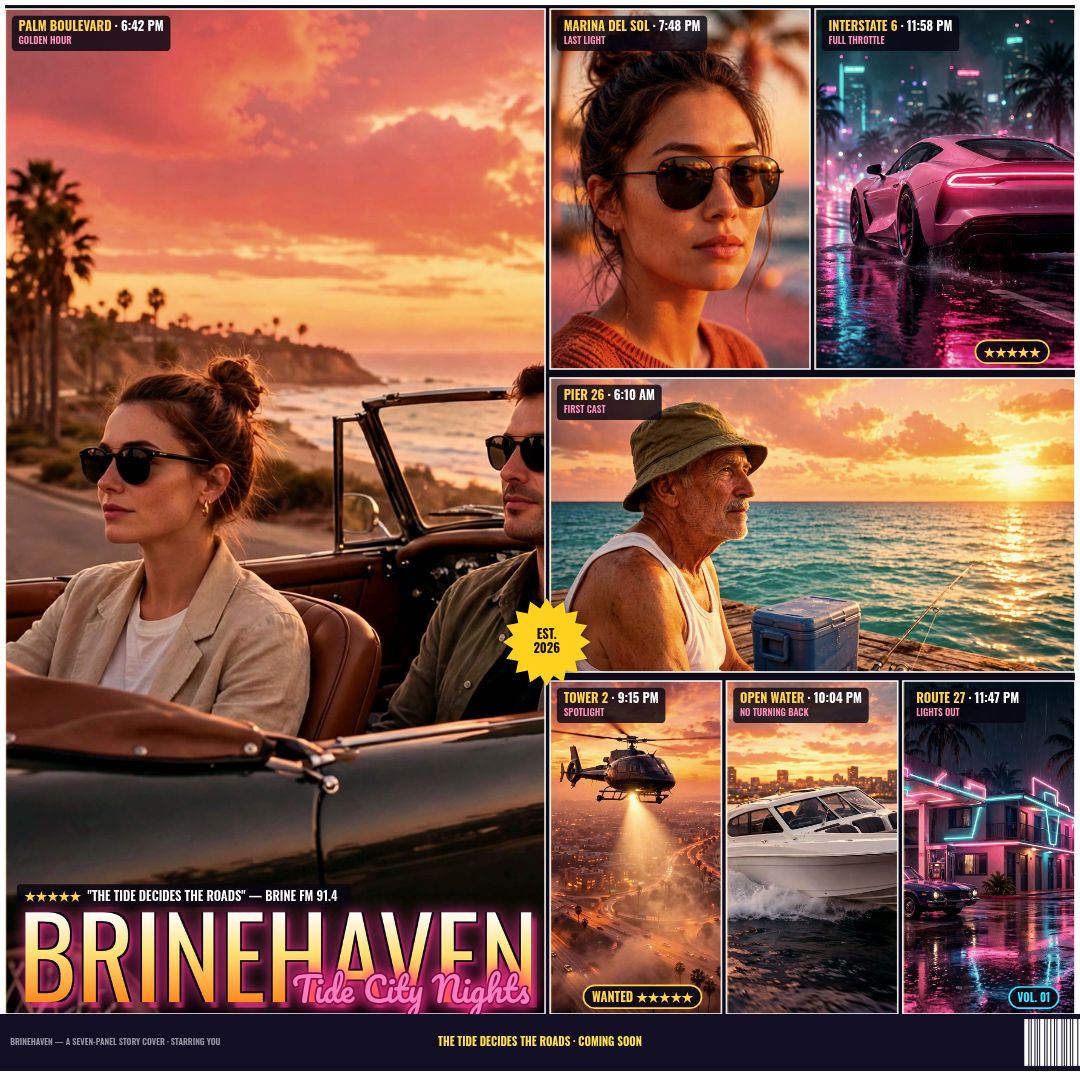 PALM BOULEVARD · 6:42 PM
GOLDEN HOUR
MARINA DEL SOL · 7:48 PM
LAST LIGHT
INTERSTATE 6 · 11:58 PM
FULL THROTTLE
★★★★★
PIER 26 · 6:10 AM
FIRST CAST
EST.
2026
TOWER 2 · 9:15 PM
SPOTLIGHT
OPEN WATER · 10:04 PM
NO TURNING BACK
ROUTE 27 · 11:47 PM
LIGHTS OUT
★★★★★ "THE TIDE DECIDES THE ROADS" — BRINE FM 91.4
BRINEHAVEN
Tide City Nights
WANTED ★★★★★
VOL. 01
BRINEHAVEN — A SEVEN-PANEL STORY COVER · STARRING YOU
THE TIDE DECIDES THE ROADS · COMING SOON